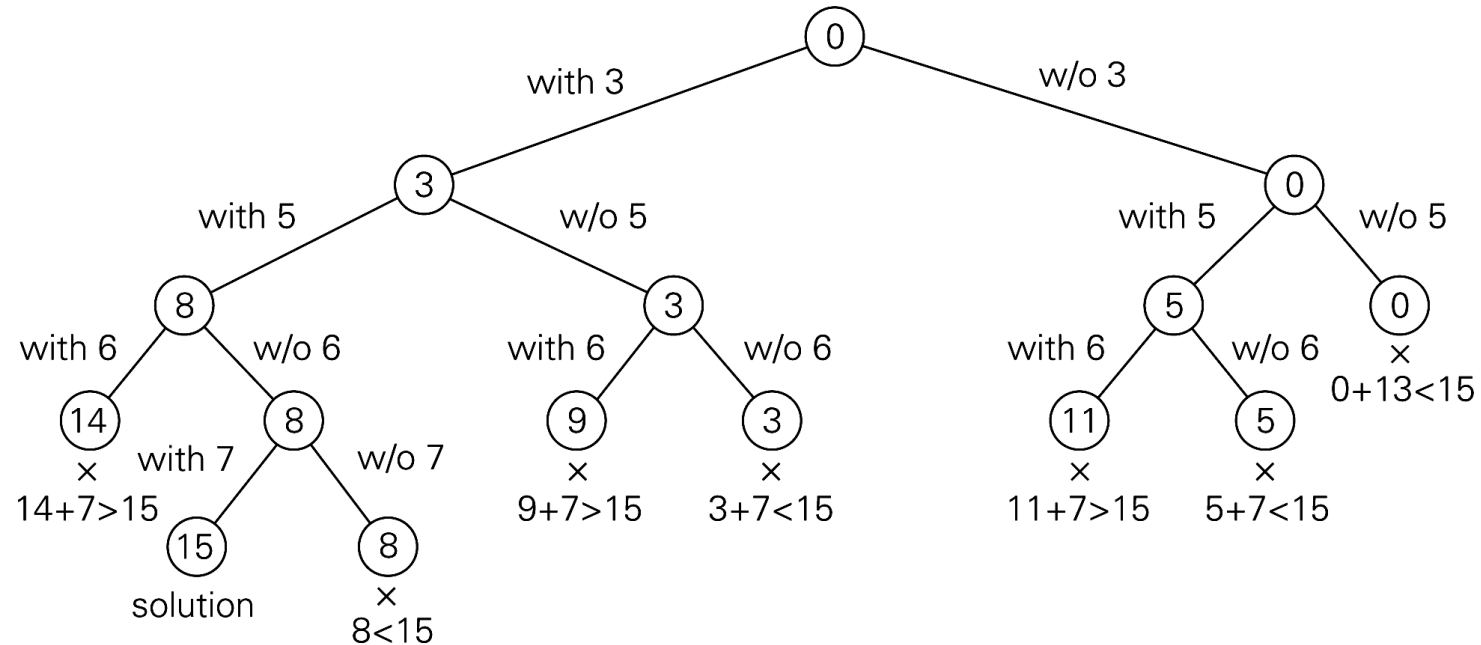 0
with 3
w/o 3
3
0
with 5
w/o 5
with 5
w/o 5
8
3
5
0
with 6
w/o 6
with 6
w/o 6
with 6
w/o 6
×
0+13<15
14
8
9
3
11
5
×
with 7
w/o 7
×
×
×
×
14+7>15
9+7>15
3+7<15
11+7>15
5+7<15
15
8
solution
×
8<15